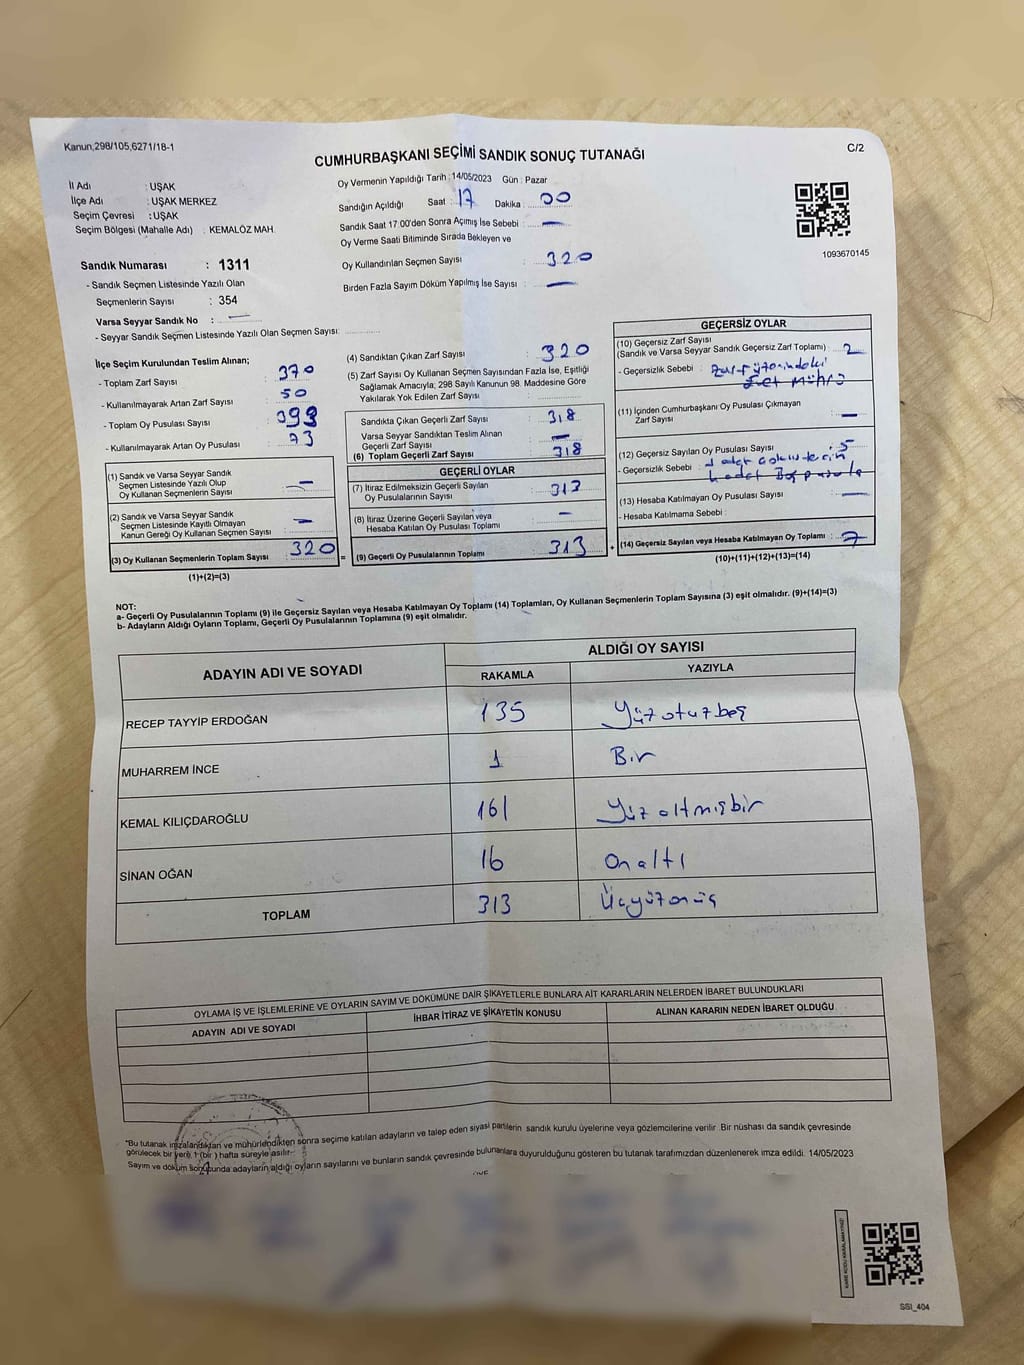 Kanun;298/105,6271/18-1
C/2
CUMHURBAŞKANI SEÇİMİ SANDIK SONUÇ TUTANAĞI
İl Adı : UŞAK
İlçe Adı : UŞAK MERKEZ
Seçim Çevresi : UŞAK
Seçim Bölgesi (Mahalle Adı) : KEMALÖZ MAH.
Oy Vermenin Yapıldığı Tarih : 14/05/2023 Gün : Pazar
Sandığın Açıldığı Saat : 17 Dakika : 00
Sandık Saat 17:00'den Sonra Açımış İse Sebebi : —
Oy Verme Saati Bitiminde Sırada Bekleyen ve
Oy Kullandırılan Seçmen Sayısı : 320
Birden Fazla Sayım Döküm Yapılmış İse Sayısı : —
1093670145
Sandık Numarası : 1311
- Sandık Seçmen Listesinde Yazılı Olan
Seçmenlerin Sayısı : 354
Varsa Seyyar Sandık No : —
- Seyyar Sandık Seçmen Listesinde Yazılı Olan Seçmen Sayısı:
İlçe Seçim Kurulundan Teslim Alınan;
- Toplam Zarf Sayısı : 370
- Kullanılmayarak Artan Zarf Sayısı : 50
- Toplam Oy Pusulası Sayısı : 393
- Kullanılmayarak Artan Oy Pusulası : 73
(1) Sandık ve Varsa Seyyar Sandık
Seçmen Listesinde Yazılı Olup
Oy Kullanan Seçmenlerin Sayısı : —
(2) Sandık ve Varsa Seyyar Sandık
Seçmen Listesinde Kayıtlı Olmayan
Kanun Gereği Oy Kullanan Seçmen Sayısı : —
(3) Oy Kullanan Seçmenlerin Toplam Sayısı : 320 =
(1)+(2)=(3)
(4) Sandıktan Çıkan Zarf Sayısı : 320
(5) Zarf Sayısı Oy Kullanan Seçmen Sayısından Fazla İse, Eşitliği
Sağlamak Amacıyla; 298 Sayılı Kanunun 98. Maddesine Göre
Yakılarak Yok Edilen Zarf Sayısı :
Sandıkta Çıkan Geçerli Zarf Sayısı : 318
Varsa Seyyar Sandıktan Teslim Alınan
Geçerli Zarf Sayısı : —
(6) Toplam Geçerli Zarf Sayısı : 318
GEÇERLİ OYLAR
(7) İtiraz Edilmeksizin Geçerli Sayılan
Oy Pusulalarının Sayısı : 313
(8) İtiraz Üzerine Geçerli Sayılan veya
Hesaba Katılan Oy Pusulası Toplamı : —
(9) Geçerli Oy Pusulalarının Toplamı : 313 +
GEÇERSİZ OYLAR
(10) Geçersiz Zarf Sayısı
(Sandık ve Varsa Seyyar Sandık Geçersiz Zarf Toplamı) : 2
- Geçersizlik Sebebi : Zarf üzerindeki
Evet Mührü
(11) İçinden Cumhurbaşkanı Oy Pusulası Çıkmayan
Zarf Sayısı : —
(12) Geçersiz Sayılan Oy Pusulası Sayısı : 5
- Geçersizlik Sebebi :
(13) Hesaba Katılmayan Oy Pusulası Sayısı : —
- Hesaba Katılmama Sebebi :
(14) Geçersiz Sayılan veya Hesaba Katılmayan Oy Toplamı : 7
(10)+(11)+(12)+(13)=(14)
NOT:
a- Geçerli Oy Pusulalarının Toplamı (9) ile Geçersiz Sayılan veya Hesaba Katılmayan Oy Toplamı (14) Toplamları, Oy Kullanan Seçmenlerin Toplam Sayısına (3) eşit olmalıdır. (9)+(14)=(3)
b- Adayların Aldığı Oyların Toplamı, Geçerli Oy Pusulalarının Toplamına (9) eşit olmalıdır.
ADAYIN ADI VE SOYADI
ALDIĞI OY SAYISI
RAKAMLA YAZIYLA
RECEP TAYYİP ERDOĞAN 135 Yüzotuzbeş
MUHARREM İNCE 1 Bir
KEMAL KILIÇDAROĞLU 161 Yüzaltmışbir
SİNAN OĞAN 16 Onaltı
TOPLAM 313 Üçyüzonüç
OYLAMA İŞ VE İŞLEMLERİNE VE OYLARIN SAYIM VE DÖKÜMÜNE DAİR ŞİKAYETLERLE BUNLARA AİT KARARLARIN NELERDEN İBARET BULUNDUKLARI
ADAYIN ADI VE SOYADI İHBAR İTİRAZ VE ŞİKAYETİN KONUSU ALINAN KARARIN NEDEN İBARET OLDUĞU
*Bu tutanak imzalandıktan ve mühürlendikten sonra seçime katılan adayların ve talep eden siyasi partilerin sandık kurulu üyelerine veya gözlemcilerine verilir. Bir nüshası da sandık çevresinde
görülecek bir yere 1 (bir) hafta süreyle asılır.
Sayım ve döküm sonucunda adayların aldığı oyların sayılarını ve bunların sandık çevresinde bulunanlara duyurulduğunu gösteren bu tutanak tarafımızdan düzenlenerek imza edildi. 14/05/2023
SSI_404